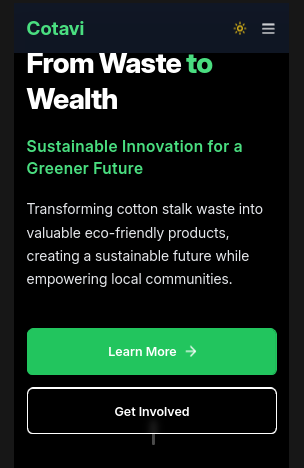 Cotavi
From Waste to
Wealth
Sustainable Innovation for a
Greener Future
Transforming cotton stalk waste into
valuable eco-friendly products,
creating a sustainable future while
empowering local communities.
Learn More →
Get Involved